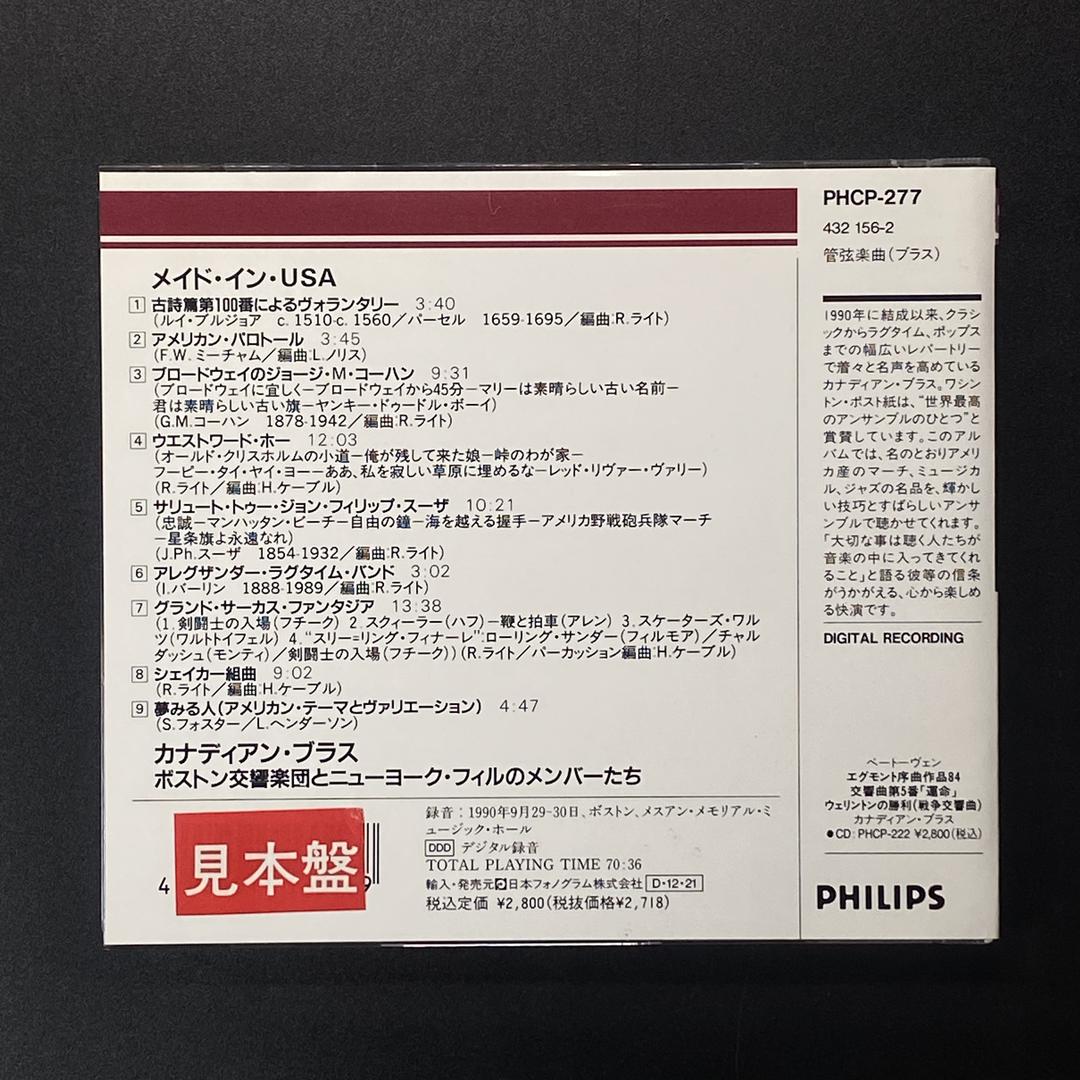 メイド・イン・USA
1 古詩篇第100番によるヴォランタリー 3:40
(ルイ・ブルジョア c. 1510-c. 1560／パーセル 1659-1695／編曲:R.ライト)
2 アメリカン・パロトール 3:45
(F.W. ミーチャム／編曲:L.ノリス)
3 ブロードウェイのジョージ・M・コーハン 9:31
(ブロードウェイに宜しく−ブロードウェイから45分−マリーは素晴らしい古い名前−
君は素晴らしい古い旗−ヤンキー・ドゥードル・ボーイ)
(G.M.コーハン 1878-1942／編曲:R.ライト)
4 ウエストワード・ホー 12:03
(オールド・クリスホルムの小道−俺が残して来た娘−峠のわが家−
フーピー・タイ・ヤイ・ヨー−ああ、私を寂しい草原に埋めるな−レッド・リヴァー・ヴァリー)
(R.ライト／編曲:H.ケーブル)
5 サリュート・トゥー・ジョン・フィリップ・スーザ 10:21
(忠誠−マンハッタン・ビーチ−自由の鐘−海を越える握手−アメリカ野戦砲兵隊マーチ
−星条旗よ永遠なれ)
(J.Ph.スーザ 1854-1932／編曲:R.ライト)
6 アレグザンダー・ラグタイム・バンド 3:02
(I.バーリン 1888-1989／編曲:R.ライト)
7 グランド・サーカス・ファンタジア 13:38
(1.剣闘士の入場(フチーク) 2.スクィーラー(ハフ)−鞭と拍車(アレン) 3.スケーターズ・ワル
ツ(ワルトトイフェル) 4.“スリー=リング・フィナーレ”:ローリング・サンダー(フィルモア)／チャル
ダッシュ(モンティ)／剣闘士の入場(フチーク))(R.ライト／パーカッション編曲:H.ケーブル)
8 シェイカー組曲 9:02
(R.ライト／編曲:H.ケーブル)
9 夢みる人(アメリカン・テーマとヴァリエーション) 4:47
(S.フォスター／L.ヘンダーソン)
カナディアン・ブラス
ボストン交響楽団とニューヨーク・フィルのメンバーたち
4 見本盤 9
録音：1990年9月29-30日、ボストン、メスアン・メモリアル・ミ
ュージック・ホール
DDD デジタル録音
TOTAL PLAYING TIME 70:36
輸入・発売元 日本フォノグラム株式会社 D・12・21
税込定価 ¥2,800(税抜価格¥2,718)
PHCP-277
432 156-2
管弦楽曲(ブラス)
1990年に結成以来、クラシ
ックからラグタイム、ポップス
までの幅広いレパートリー
で着々と名声を高めている
カナディアン・ブラス。ワシン
トン・ポスト紙は、“世界最高
のアンサンブルのひとつ”と
賞賛しています。このアル
バムでは、名のとおりアメリ
カ産のマーチ、ミュージカ
ル、ジャズの名品を、輝かし
い技巧とすばらしいアンサ
ンブルで聴かせてくれます。
「大切な事は聴く人たちが
音楽の中に入ってきてくれ
ること」と語る彼等の信条
がうかがえる、心から楽しめ
る快演です。
DIGITAL RECORDING
ベートーヴェン
エグモント序曲作品84
交響曲第5番「運命」
ウェリントンの勝利(戦争交響曲)
カナディアン・ブラス
●CD: PHCP-222 ¥2,800(税込)
PHILIPS